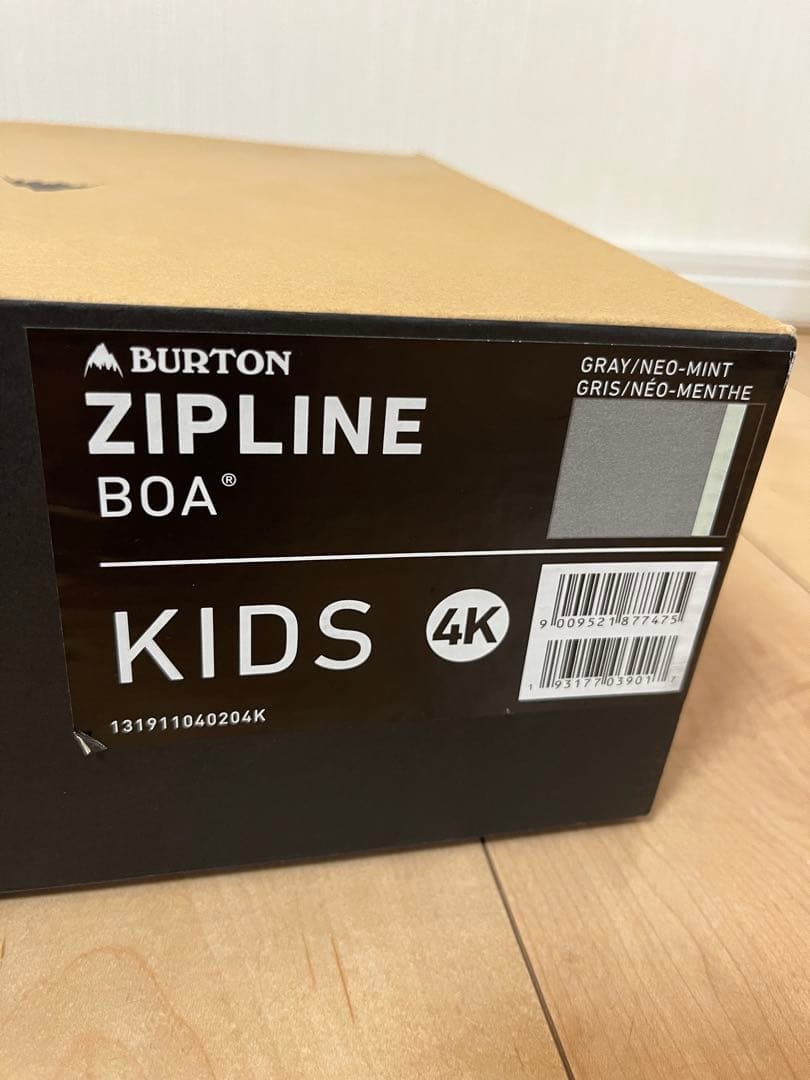 BURTON
ZIPLINE
BOA®
GRAY/NEO-MINT
GRIS/NÉO-MENTHE
KIDS
4K
9 009521 877475
1 93177 03901 7
131911040204K